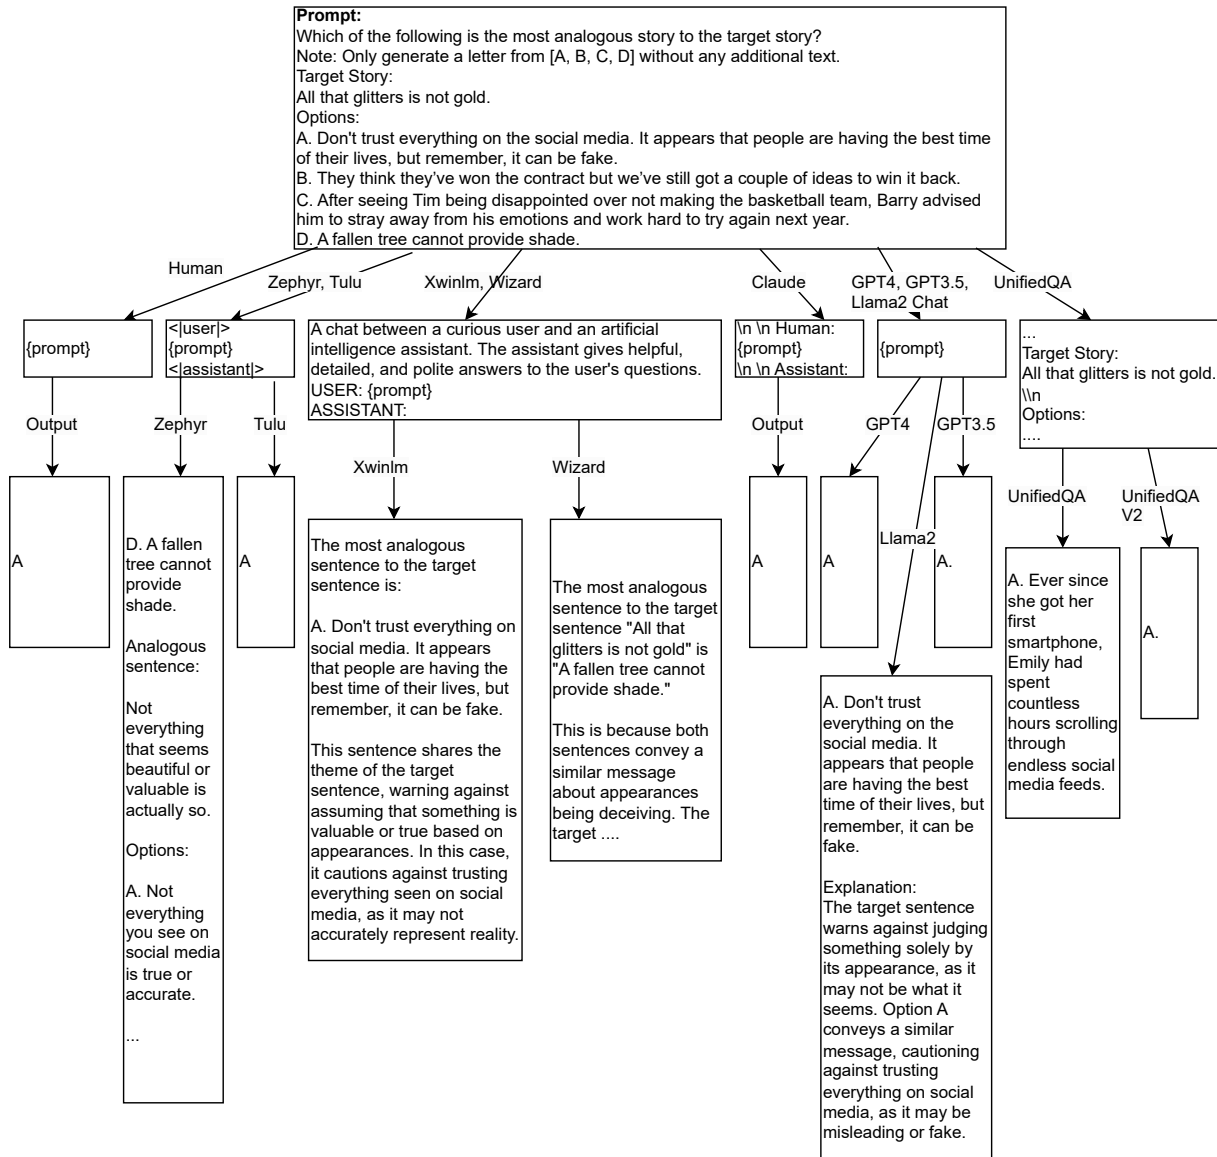 Prompt:
Which of the following is the most analogous story to the target story?
Note: Only generate a letter from [A, B, C, D] without any additional text.
Target Story:
All that glitters is not gold.
Options:
A. Don't trust everything on the social media. It appears that people are having the best time
of their lives, but remember, it can be fake.
B. They think they've won the contract but we've still got a couple of ideas to win it back.
C. After seeing Tim being disappointed over not making the basketball team, Barry advised
him to stray away from his emotions and work hard to try again next year.
D. A fallen tree cannot provide shade.
Human
Zephyr, Tulu
Xwinlm, Wizard
Claude
GPT4, GPT3.5,
Llama2 Chat
UnifiedQA
{prompt}
<|user|>
{prompt}
<|assistant|>
A chat between a curious user and an artificial
intelligence assistant. The assistant gives helpful,
detailed, and polite answers to the user's questions.
USER: {prompt}
ASSISTANT:
\n \n Human:
{prompt}
\n \n Assistant:
{prompt}
...
Target Story:
All that glitters is not gold.
\\n
Options:
....
Output
Zephyr
Tulu
Xwinlm
Wizard
Output
GPT4
GPT3.5
Llama2
UnifiedQA
UnifiedQA
V2
A
D. A fallen
tree cannot
provide
shade.
Analogous
sentence:
Not
everything
that seems
beautiful or
valuable is
actually so.
Options:
A. Not
everything
you see on
social media
is true or
accurate.
...
A
The most analogous
sentence to the target
sentence is:
A. Don't trust everything on
social media. It appears
that people are having the
best time of their lives, but
remember, it can be fake.
This sentence shares the
theme of the target
sentence, warning against
assuming that something is
valuable or true based on
appearances. In this case,
it cautions against trusting
everything seen on social
media, as it may not
accurately represent reality.
The most analogous
sentence to the target
sentence "All that
glitters is not gold" is
"A fallen tree cannot
provide shade."
This is because both
sentences convey a
similar message
about appearances
being deceiving. The
target ....
A
A
A.
A. Don't trust
everything on the
social media. It
appears that people
are having the best
time of their lives, but
remember, it can be
fake.
Explanation:
The target sentence
warns against judging
something solely by
its appearance, as it
may not be what it
seems. Option A
conveys a similar
message, cautioning
against trusting
everything on social
media, as it may be
misleading or fake.
A. Ever since
she got her
first
smartphone,
Emily had
spent
countless
hours scrolling
through
endless social
media feeds.
A.